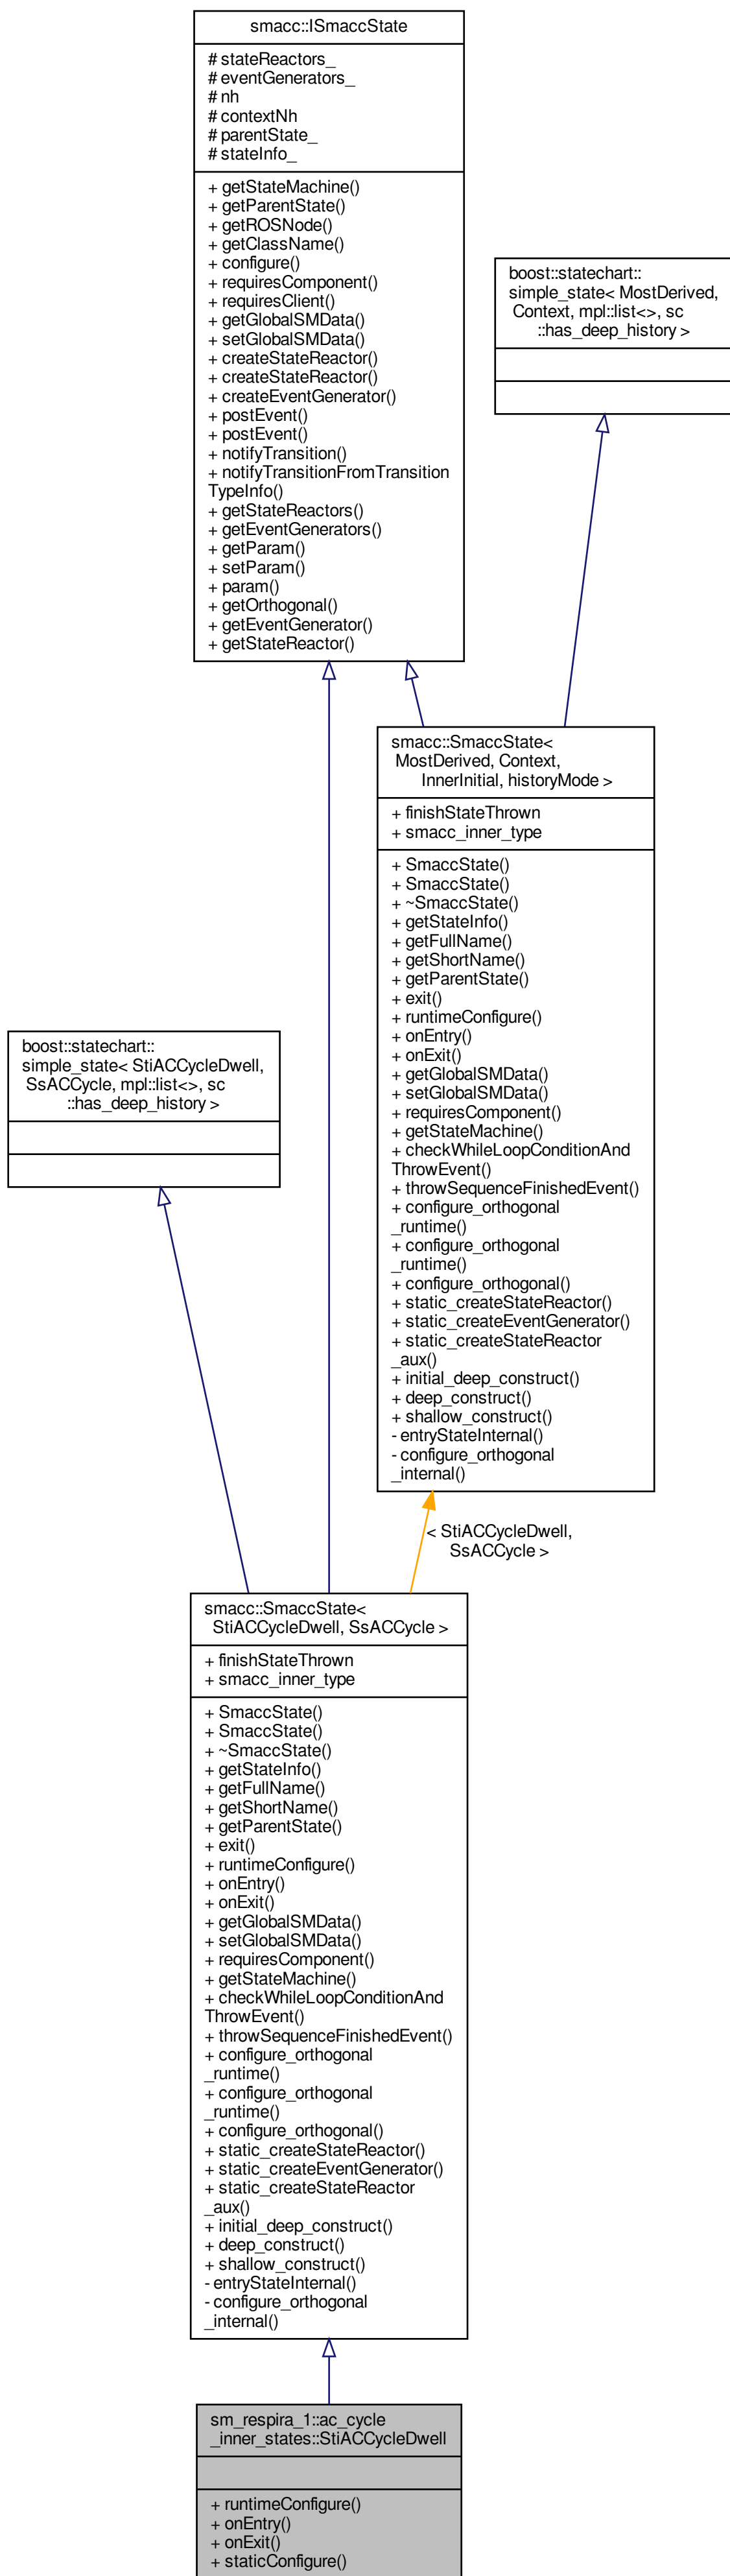 smacc::ISmaccState
# stateReactors_
# eventGenerators_
# nh
# contextNh
# parentState_
# stateInfo_
+ getStateMachine()
+ getParentState()
+ getROSNode()
+ getClassName()
+ configure()
+ requiresComponent()
+ requiresClient()
+ getGlobalSMData()
+ setGlobalSMData()
+ createStateReactor()
+ createStateReactor()
+ createEventGenerator()
+ postEvent()
+ postEvent()
+ notifyTransition()
+ notifyTransitionFromTransition
TypeInfo()
+ getStateReactors()
+ getEventGenerators()
+ getParam()
+ setParam()
+ param()
+ getOrthogonal()
+ getEventGenerator()
+ getStateReactor()
boost::statechart::
simple_state< MostDerived,
Context, mpl::list<>, sc
::has_deep_history >
smacc::SmaccState<
MostDerived, Context,
InnerInitial, historyMode >
+ finishStateThrown
+ smacc_inner_type
+ SmaccState()
+ SmaccState()
+ ~SmaccState()
+ getStateInfo()
+ getFullName()
+ getShortName()
+ getParentState()
+ exit()
+ runtimeConfigure()
+ onEntry()
+ onExit()
+ getGlobalSMData()
+ setGlobalSMData()
+ requiresComponent()
+ getStateMachine()
+ checkWhileLoopConditionAnd
ThrowEvent()
+ throwSequenceFinishedEvent()
+ configure_orthogonal
_runtime()
+ configure_orthogonal
_runtime()
+ configure_orthogonal()
+ static_createStateReactor()
+ static_createEventGenerator()
+ static_createStateReactor
_aux()
+ initial_deep_construct()
+ deep_construct()
+ shallow_construct()
- entryStateInternal()
- configure_orthogonal
_internal()
boost::statechart::
simple_state< StiACCycleDwell,
SsACCycle, mpl::list<>, sc
::has_deep_history >
< StiACCycleDwell,
SsACCycle >
smacc::SmaccState<
StiACCycleDwell, SsACCycle >
+ finishStateThrown
+ smacc_inner_type
+ SmaccState()
+ SmaccState()
+ ~SmaccState()
+ getStateInfo()
+ getFullName()
+ getShortName()
+ getParentState()
+ exit()
+ runtimeConfigure()
+ onEntry()
+ onExit()
+ getGlobalSMData()
+ setGlobalSMData()
+ requiresComponent()
+ getStateMachine()
+ checkWhileLoopConditionAnd
ThrowEvent()
+ throwSequenceFinishedEvent()
+ configure_orthogonal
_runtime()
+ configure_orthogonal
_runtime()
+ configure_orthogonal()
+ static_createStateReactor()
+ static_createEventGenerator()
+ static_createStateReactor
_aux()
+ initial_deep_construct()
+ deep_construct()
+ shallow_construct()
- entryStateInternal()
- configure_orthogonal
_internal()
sm_respira_1::ac_cycle
_inner_states::StiACCycleDwell
+ runtimeConfigure()
+ onEntry()
+ onExit()
+ staticConfigure()